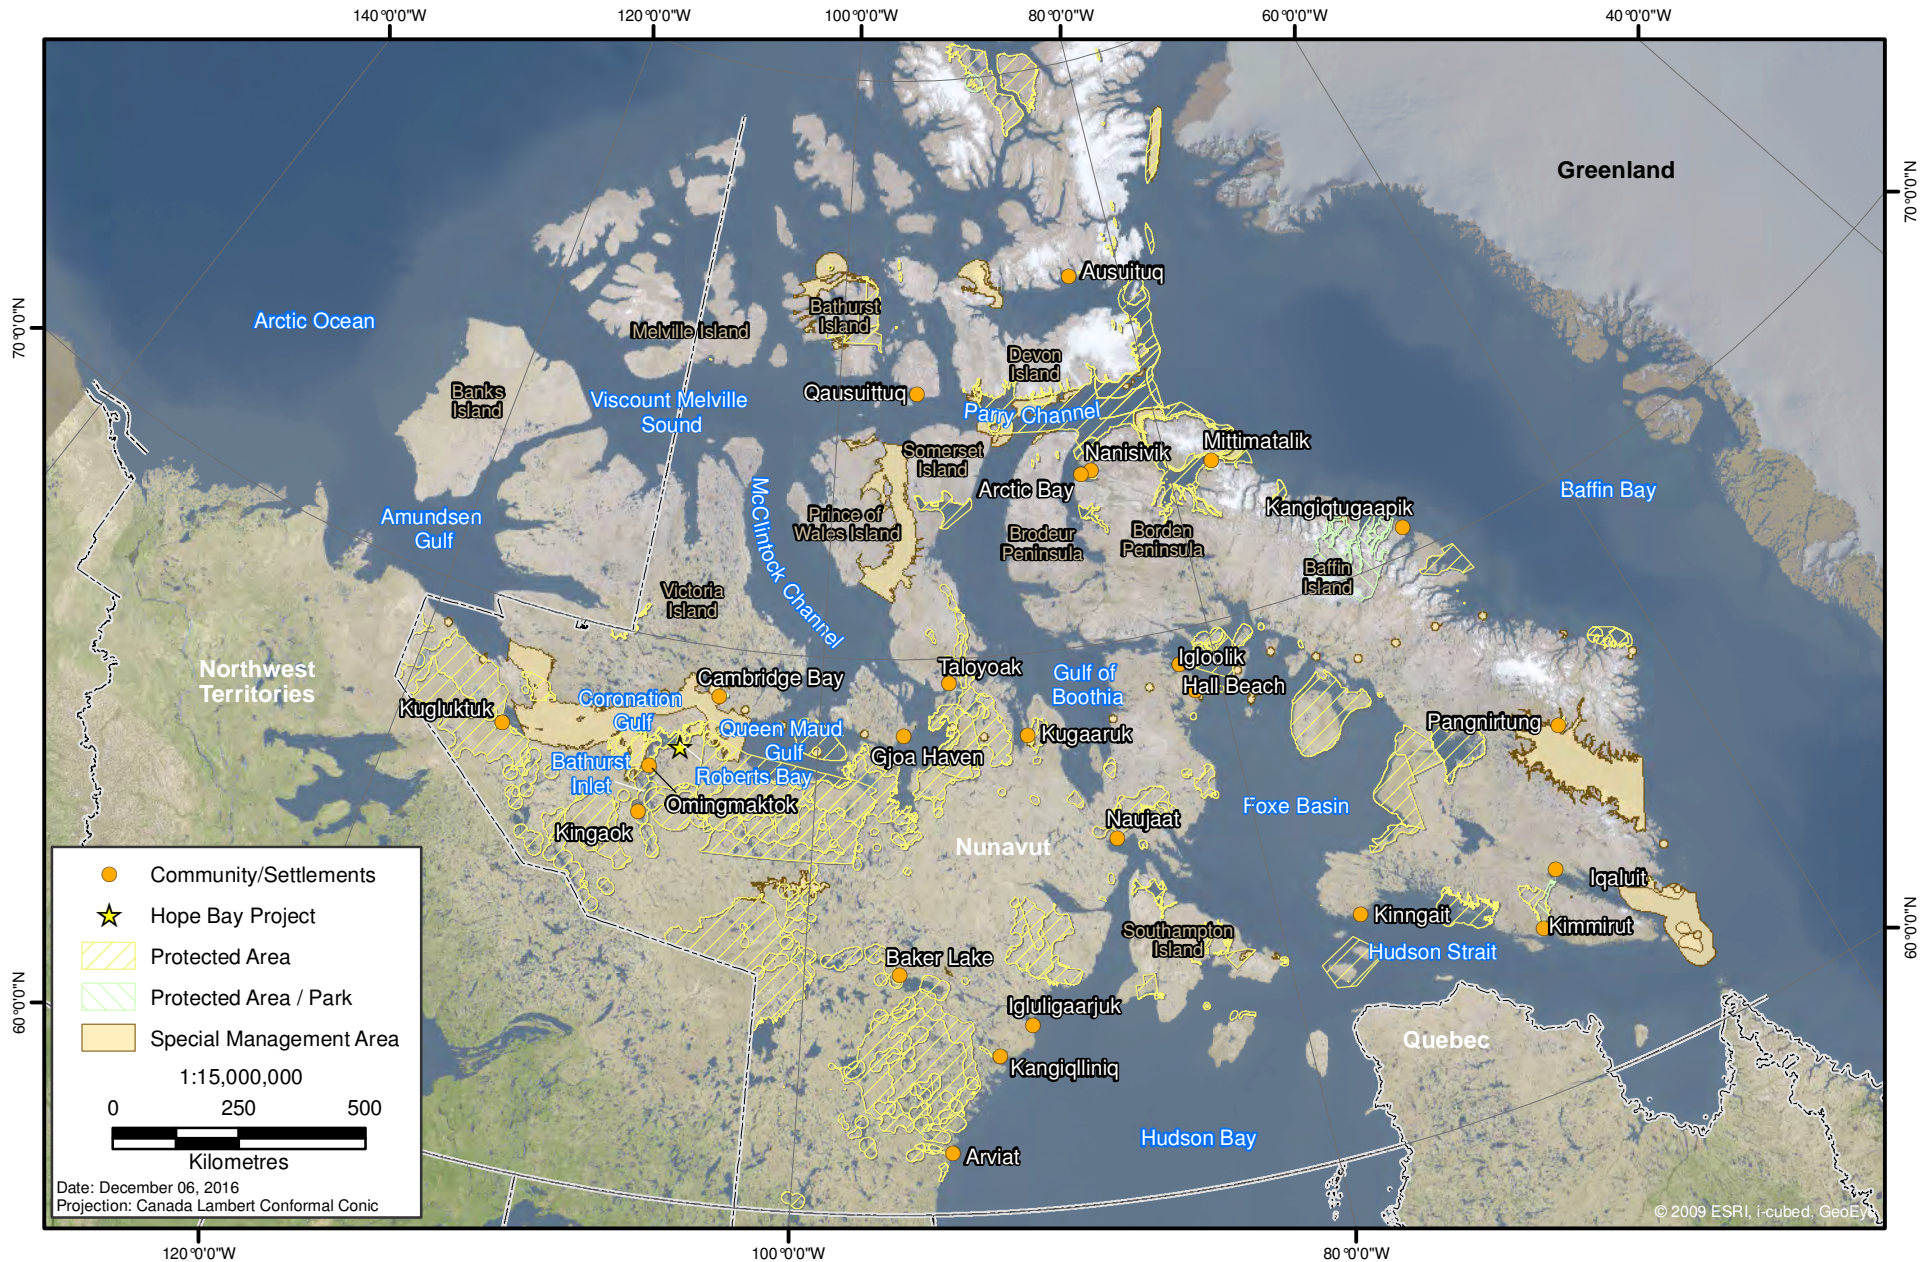 140°0'0"W
120°0'0"W
100°0'0"W
80°0'0"W
60°0'0"W
40°0'0"W
Greenland
70°0'0"N
Ausuituq
Arctic Ocean
70°0'0"N
Bathurst
Island
Melville Island
Devon
Island
Banks
Island
Viscount Melville
Sound
Qausuittuq
Parry Channel
Somerset
Island
Nanisivik
Mittimatalik
Arctic Bay
Baffin Bay
Kangiqtugaapik
Amundsen
Gulf
McClintock Channel
Prince of
Wales Island
Brodeur
Peninsula
Borden
Peninsula
Baffin
Island
Victoria
Island
Northwest
Territories
Cambridge Bay
Taloyoak
Gulf of
Boothia
Igloolik
Hall Beach
Kugluktuk
Coronation
Gulf
Queen Maud
Gulf
Gjoa Haven
Kugaaruk
Pangnirtung
Bathurst
Inlet
Roberts Bay
Omingmaktok
Kingaok
Foxe Basin
Naujaat
Nunavut
Iqaluit
Kinngait
Kimmirut
Southampton
Island
Hudson Strait
60°0'0"N
Baker Lake
60°0'0"N
Igluligaarjuk
Quebec
Kangiqlliniq
Hudson Bay
Arviat
Community/Settlements
Hope Bay Project
Protected Area
Protected Area / Park
Special Management Area
1:15,000,000
0 250 500
Kilometres
Date: December 06, 2016
Projection: Canada Lambert Conformal Conic
© 2009 ESRI, i-cubed, GeoEye
120°0'0"W
100°0'0"W
80°0'0"W